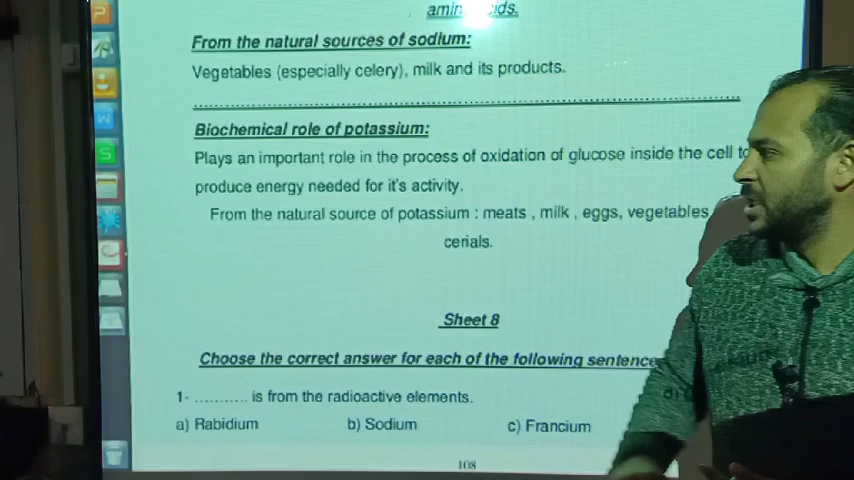 From the natural sources of sodium:
Vegetables (especially celery), milk and its products.
Biochemical role of potassium:
Plays an important role in the process of oxidation of glucose inside the cell to
produce energy needed for it's activity.
From the natural source of potassium : meats , milk , eggs, vegetables
cerials.
Sheet 8
Choose the correct answer for each of the following sentence
1- .......... is from the radioactive elements.
a) Rabidium b) Sodium c) Francium
108